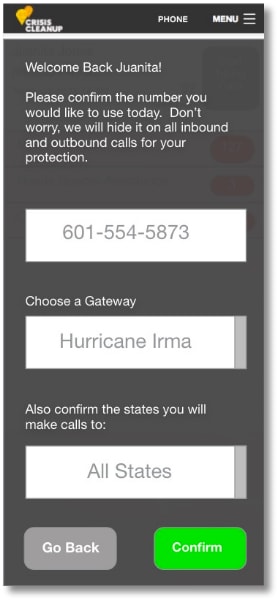 CRISIS
CLEANUP
PHONE
MENU
Welcome Back Juanita!
Please confirm the number you
would like to use today. Don't
worry, we will hide it on all inbound
and outbound calls for your
protection.
601-554-5873
Choose a Gateway
Hurricane Irma
Also confirm the states you will
make calls to:
All States
Go Back
Confirm